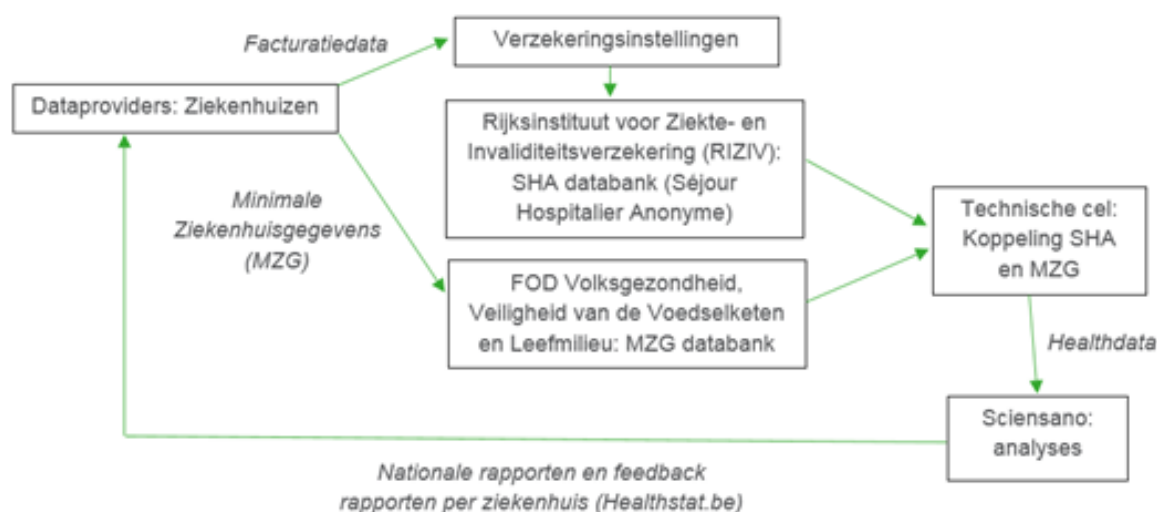 Facturatiedata
Verzekeringsinstellingen
Dataproviders: Ziekenhuizen
Rijksinstituut voor Ziekte- en
Invaliditeitsverzekering (RIZIV):
SHA databank (Séjour
Hospitalier Anonyme)
Minimale
Ziekenhuisgegevens
(MZG)
Technische cel:
Koppeling SHA
en MZG
FOD Volksgezondheid,
Veiligheid van de Voedselketen
en Leefmilieu: MZG databank
Healthdata
Sciensano:
analyses
Nationale rapporten en feedback
rapporten per ziekenhuis (Healthstat.be)